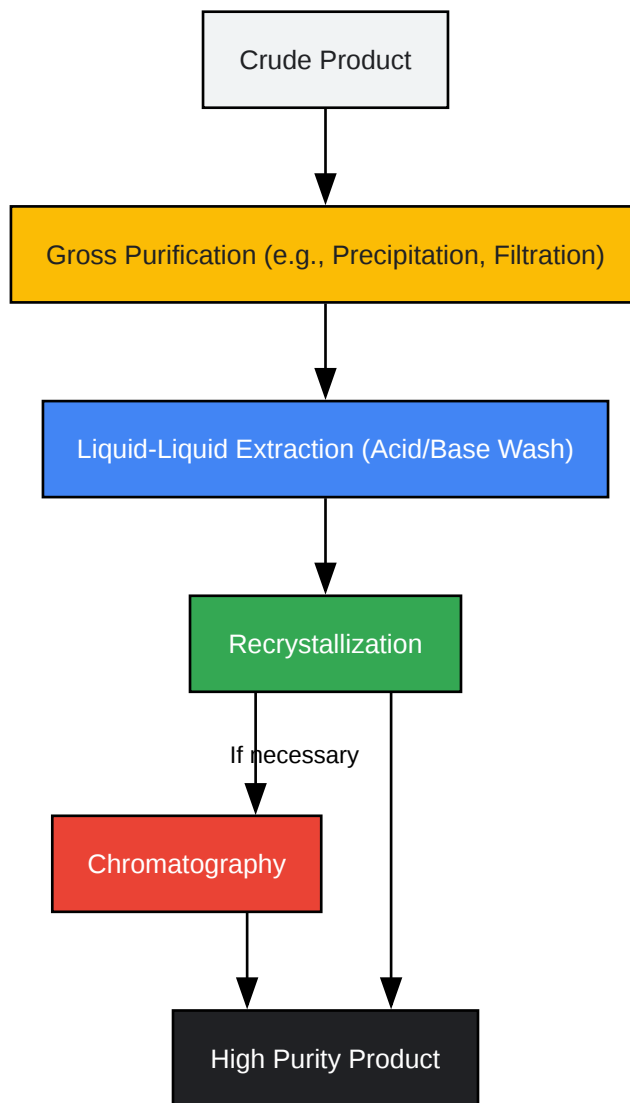 Crude Product
Gross Purification (e.g., Precipitation, Filtration)
Liquid-Liquid Extraction (Acid/Base Wash)
Recrystallization
If necessary
Chromatography
High Purity Product